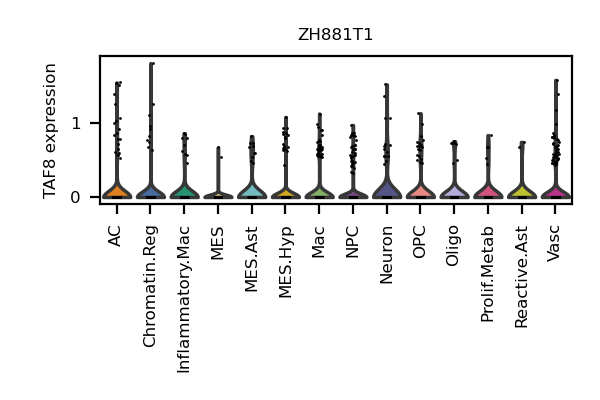 ZH881T1
TAF8 expression
1
0
AC
Chromatin.Reg
Inflammatory.Mac
MES
MES.Ast
MES.Hyp
Mac
NPC
Neuron
OPC
Oligo
Prolif.Metab
Reactive.Ast
Vasc